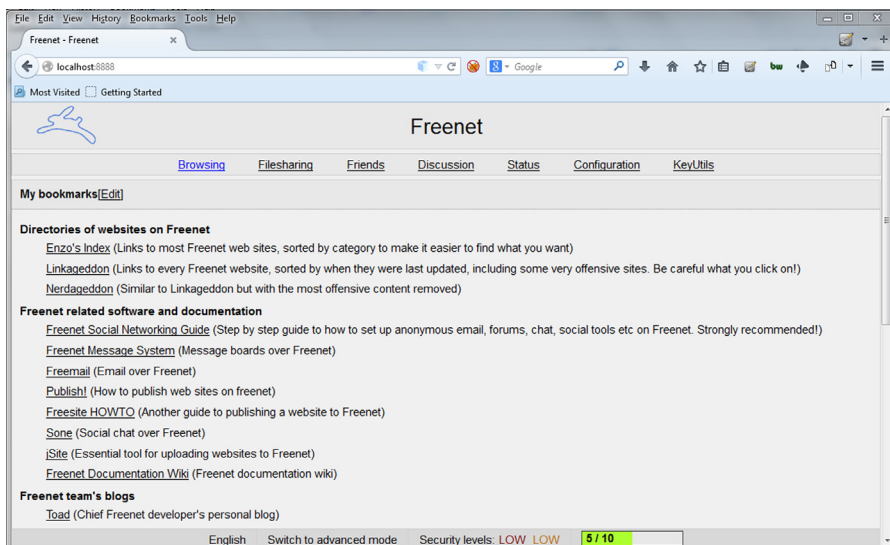 File Edit View History Bookmarks Tools Help
Freenet - Freenet
localhost:8888
Google
bw
Most Visited Getting Started
Freenet
Browsing Filesharing Friends Discussion Status Configuration KeyUtils
My bookmarks[Edit]
Directories of websites on Freenet
Enzo's Index (Links to most Freenet web sites, sorted by category to make it easier to find what you want)
Linkageddon (Links to every Freenet website, sorted by when they were last updated, including some very offensive sites. Be careful what you click on!)
Nerdageddon (Similar to Linkageddon but with the most offensive content removed)
Freenet related software and documentation
Freenet Social Networking Guide (Step by step guide to how to set up anonymous email, forums, chat, social tools etc on Freenet. Strongly recommended!)
Freenet Message System (Message boards over Freenet)
Freemail (Email over Freenet)
Publish! (How to publish web sites on freenet)
Freesite HOWTO (Another guide to publishing a website to Freenet)
Sone (Social chat over Freenet)
jSite (Essential tool for uploading websites to Freenet)
Freenet Documentation Wiki (Freenet documentation wiki)
Freenet team's blogs
Toad (Chief Freenet developer's personal blog)
English Switch to advanced mode Security levels: LOW LOW 5 / 10